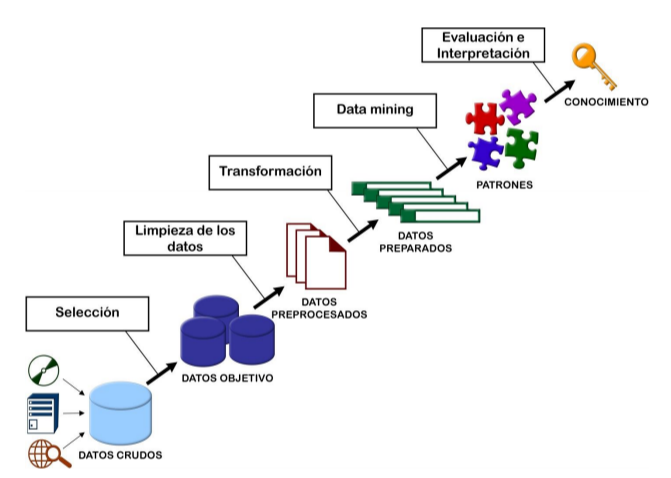 Evaluación e
Interpretación
CONOCIMIENTO
Data mining
PATRONES
Transformación
DATOS
PREPARADOS
Limpieza de los
datos
DATOS
PREPROCESADOS
Selección
DATOS OBJETIVO
DATOS CRUDOS